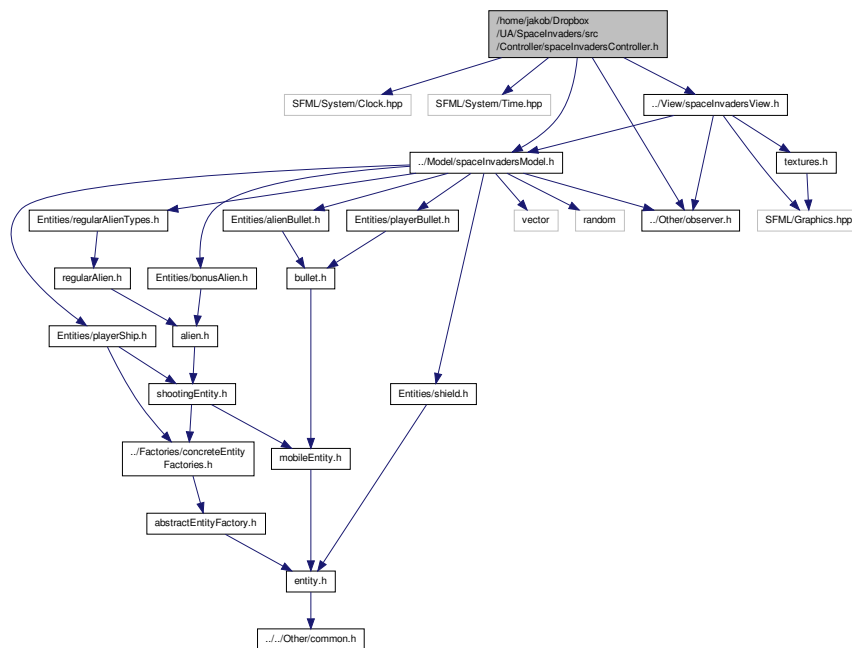 /home/jakob/Dropbox
/UA/SpaceInvaders/src
/Controller/spaceInvadersController.h
SFML/System/Clock.hpp
SFML/System/Time.hpp
../View/spaceInvadersView.h
../Model/spaceInvadersModel.h
textures.h
Entities/regularAlienTypes.h
Entities/alienBullet.h
Entities/playerBullet.h
vector
random
../Other/observer.h
SFML/Graphics.hpp
regularAlien.h
Entities/bonusAlien.h
bullet.h
Entities/playerShip.h
alien.h
shootingEntity.h
Entities/shield.h
../Factories/concreteEntity
Factories.h
mobileEntity.h
abstractEntityFactory.h
entity.h
../../Other/common.h